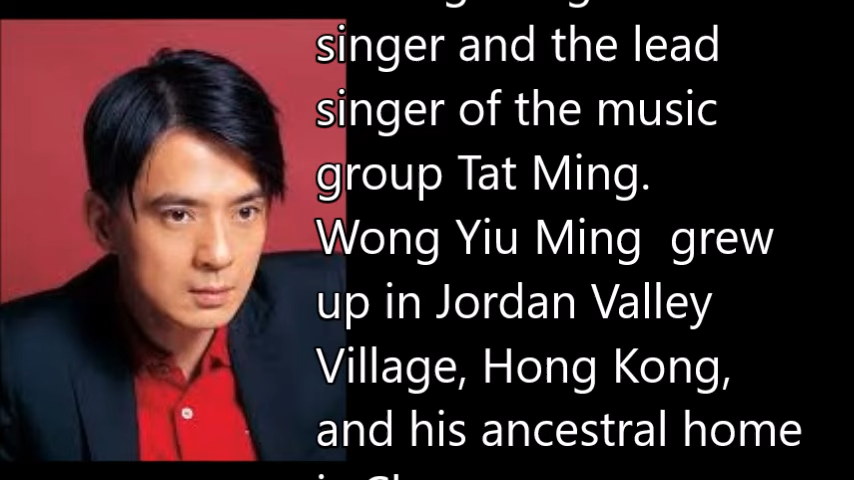 singer and the lead
singer of the music
group Tat Ming.
Wong Yiu Ming  grew
up in Jordan Valley
Village, Hong Kong,
and his ancestral home